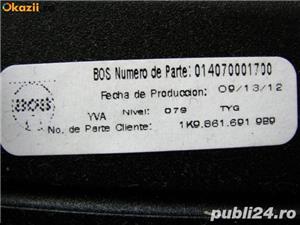 Okazii
BOS Numero de Parte: 014070001700
Fecha de Produccion: 09/13/12
Nivel: 079
YVA TYG
No. de Parte Cliente: 1K9.861.691 9B9
BOS
publi24.ro